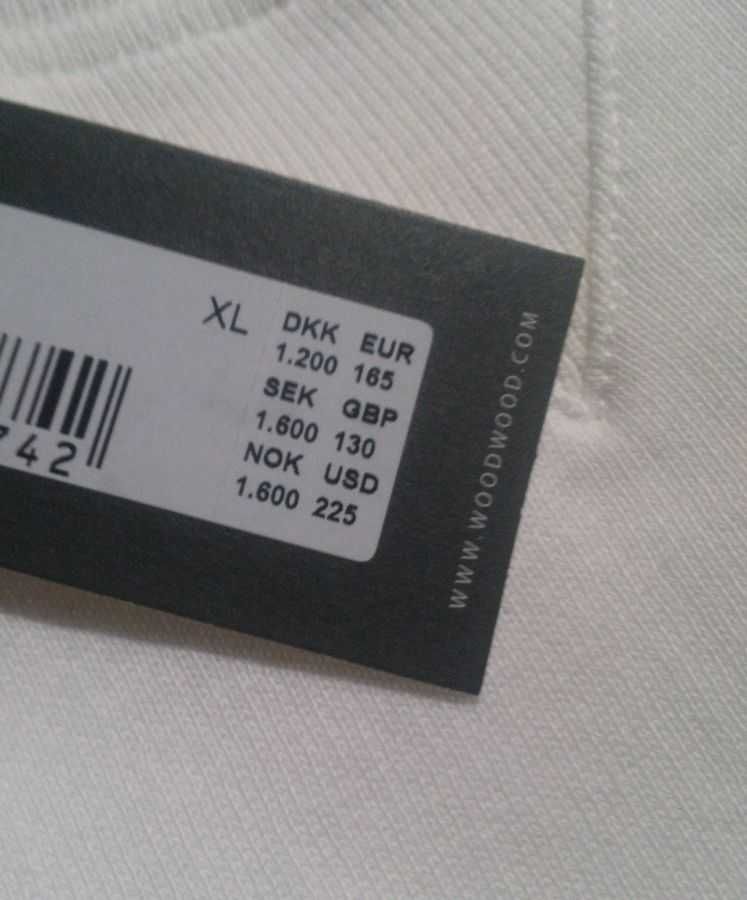 XL
DKK EUR
1.200 165
SEK GBP
1.600 130
NOK USD
1.600 225
742
WWW.WOODWOOD.COM